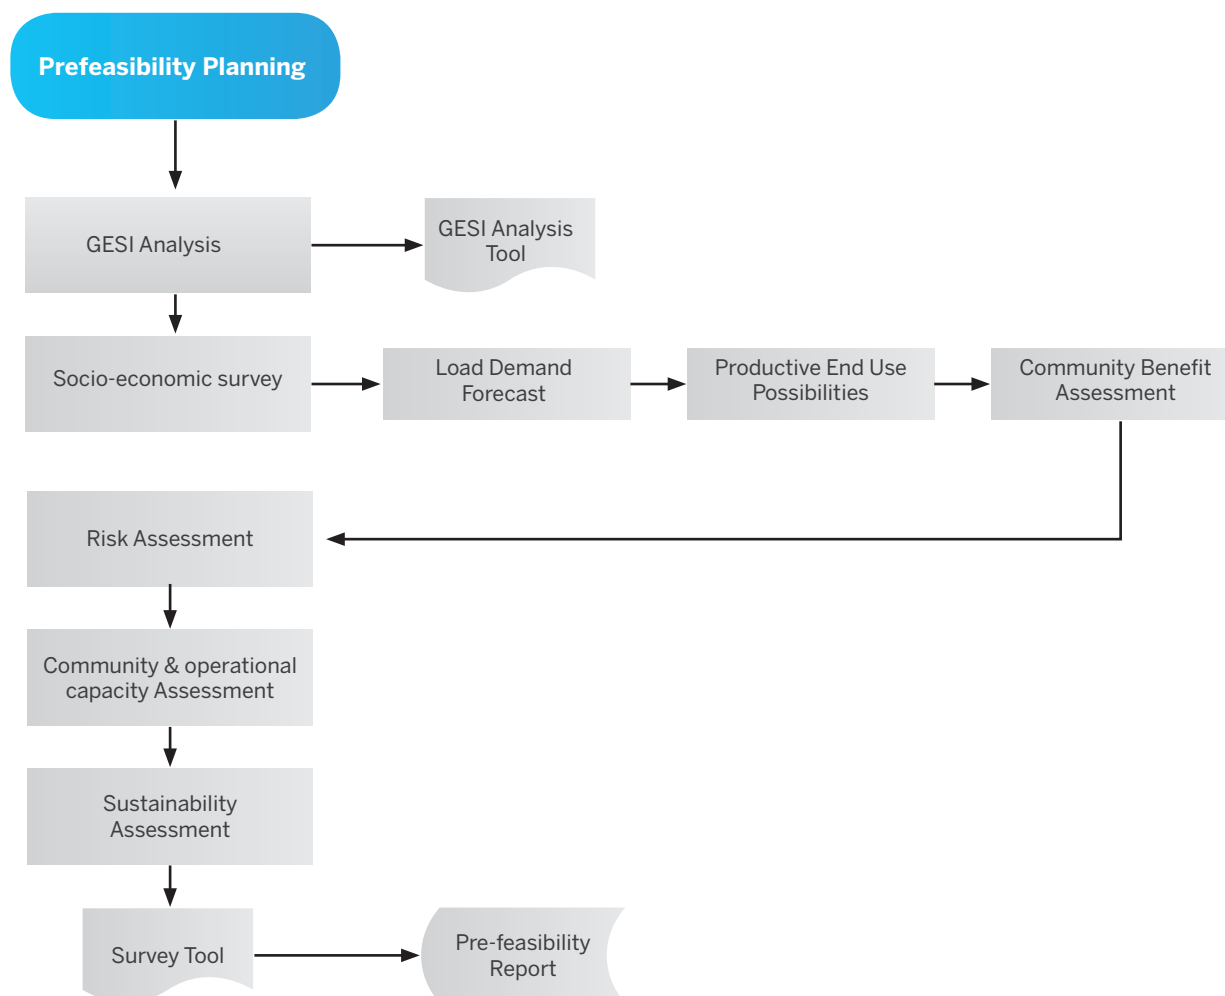 Prefeasibility Planning
GESI Analysis
GESI Analysis
Tool
Socio-economic survey
Load Demand
Forecast
Productive End Use
Possibilities
Community Benefit
Assessment
Risk Assessment
Community & operational
capacity Assessment
Sustainability
Assessment
Survey Tool
Pre-feasibility
Report